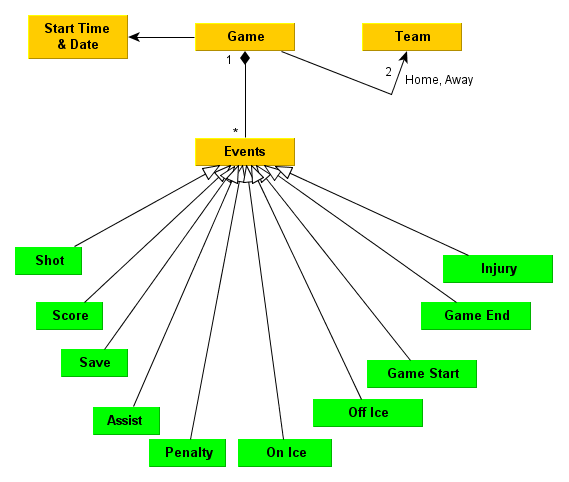 Start Time
& Date
Game
Team
1
2
Home, Away
*
Events
Shot
Injury
Score
Game End
Save
Game Start
Assist
Off Ice
Penalty
On Ice